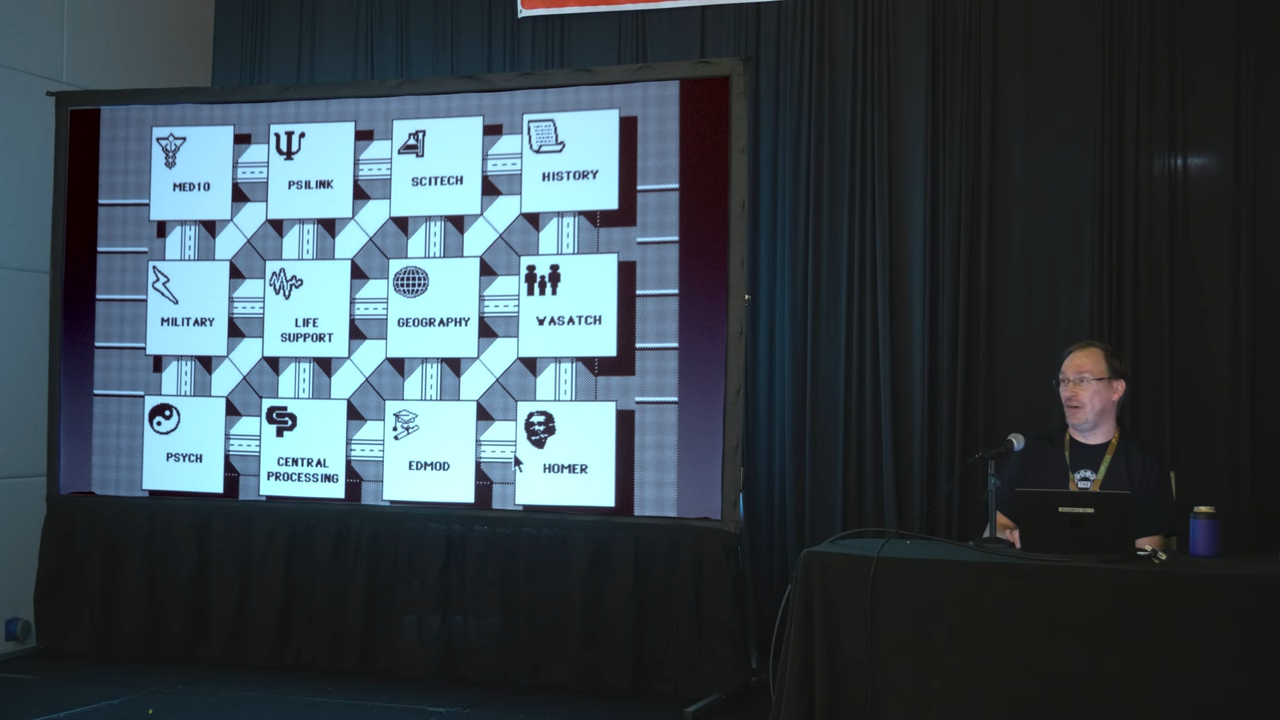 MED10
PSILINK
SCITECH
HISTORY
MILITARY
LIFE
SUPPORT
GEOGRAPHY
WASATCH
PSYCH
CENTRAL
PROCESSING
EDMOD
HOMER